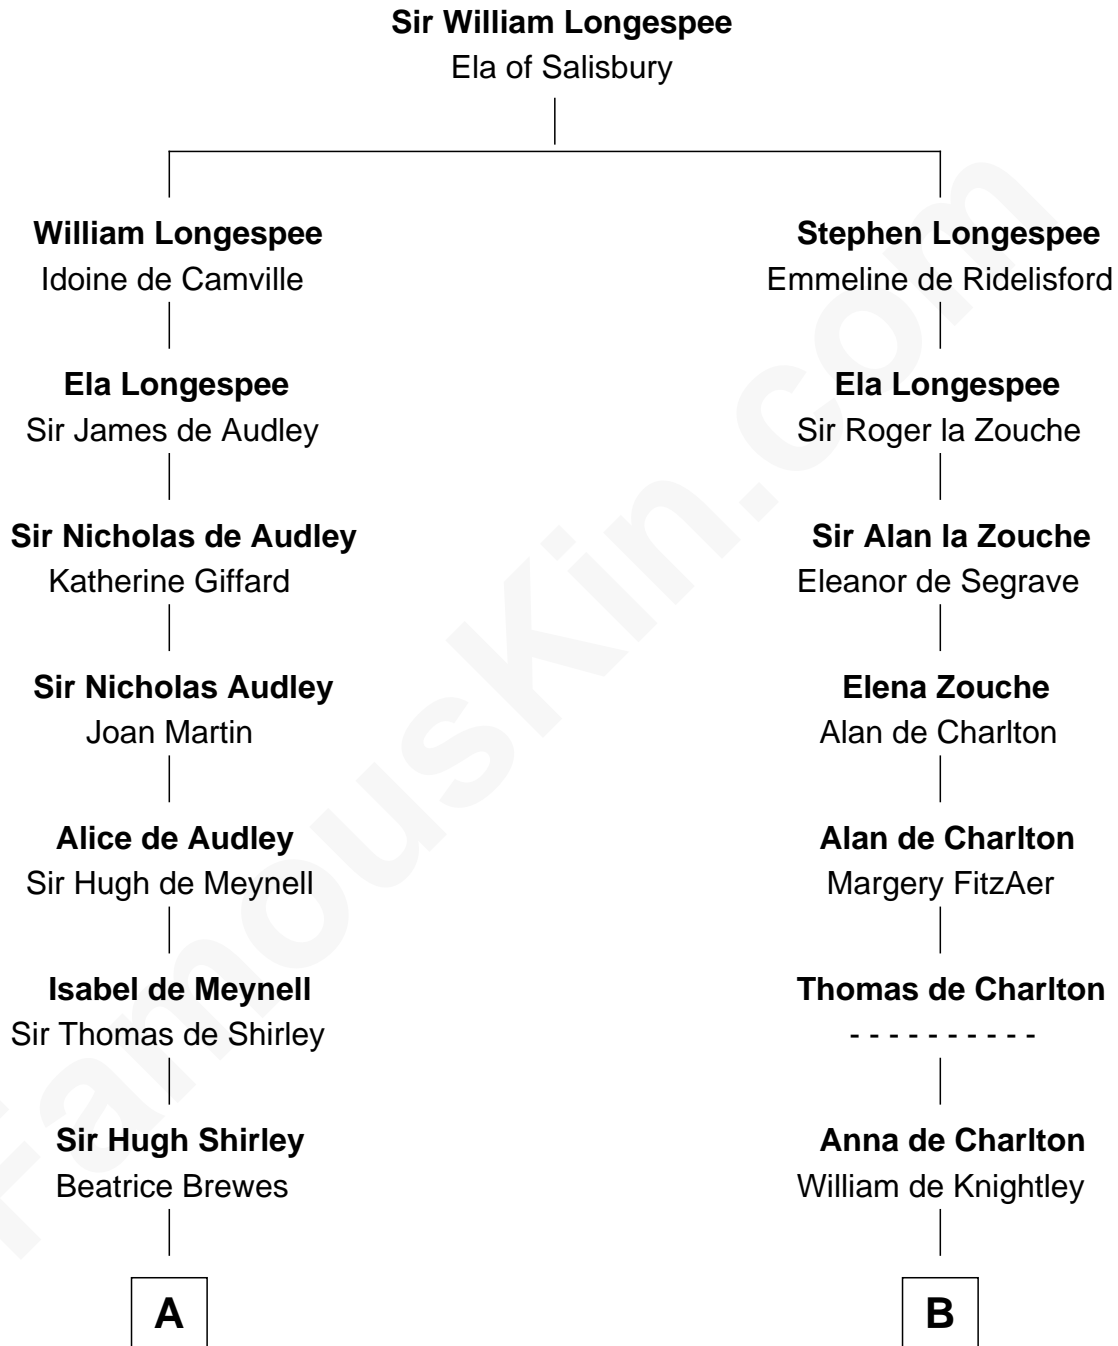 Sir William Longespee
Ela of Salisbury
William Longespee
Idoine de Camville
Ela Longespee
Sir James de Audley
Sir Nicholas de Audley
Katherine Giffard
Sir Nicholas Audley
Joan Martin
Alice de Audley
Sir Hugh de Meynell
Isabel de Meynell
Sir Thomas de Shirley
Sir Hugh Shirley
Beatrice Brewes
A
Stephen Longespee
Emmeline de Ridelisford
Ela Longespee
Sir Roger la Zouche
Sir Alan la Zouche
Eleanor de Segrave
Elena Zouche
Alan de Charlton
Alan de Charlton
Margery FitzAer
Thomas de Charlton
- - - - - - - - - -
Anna de Charlton
William de Knightley
B
FamousKin.com